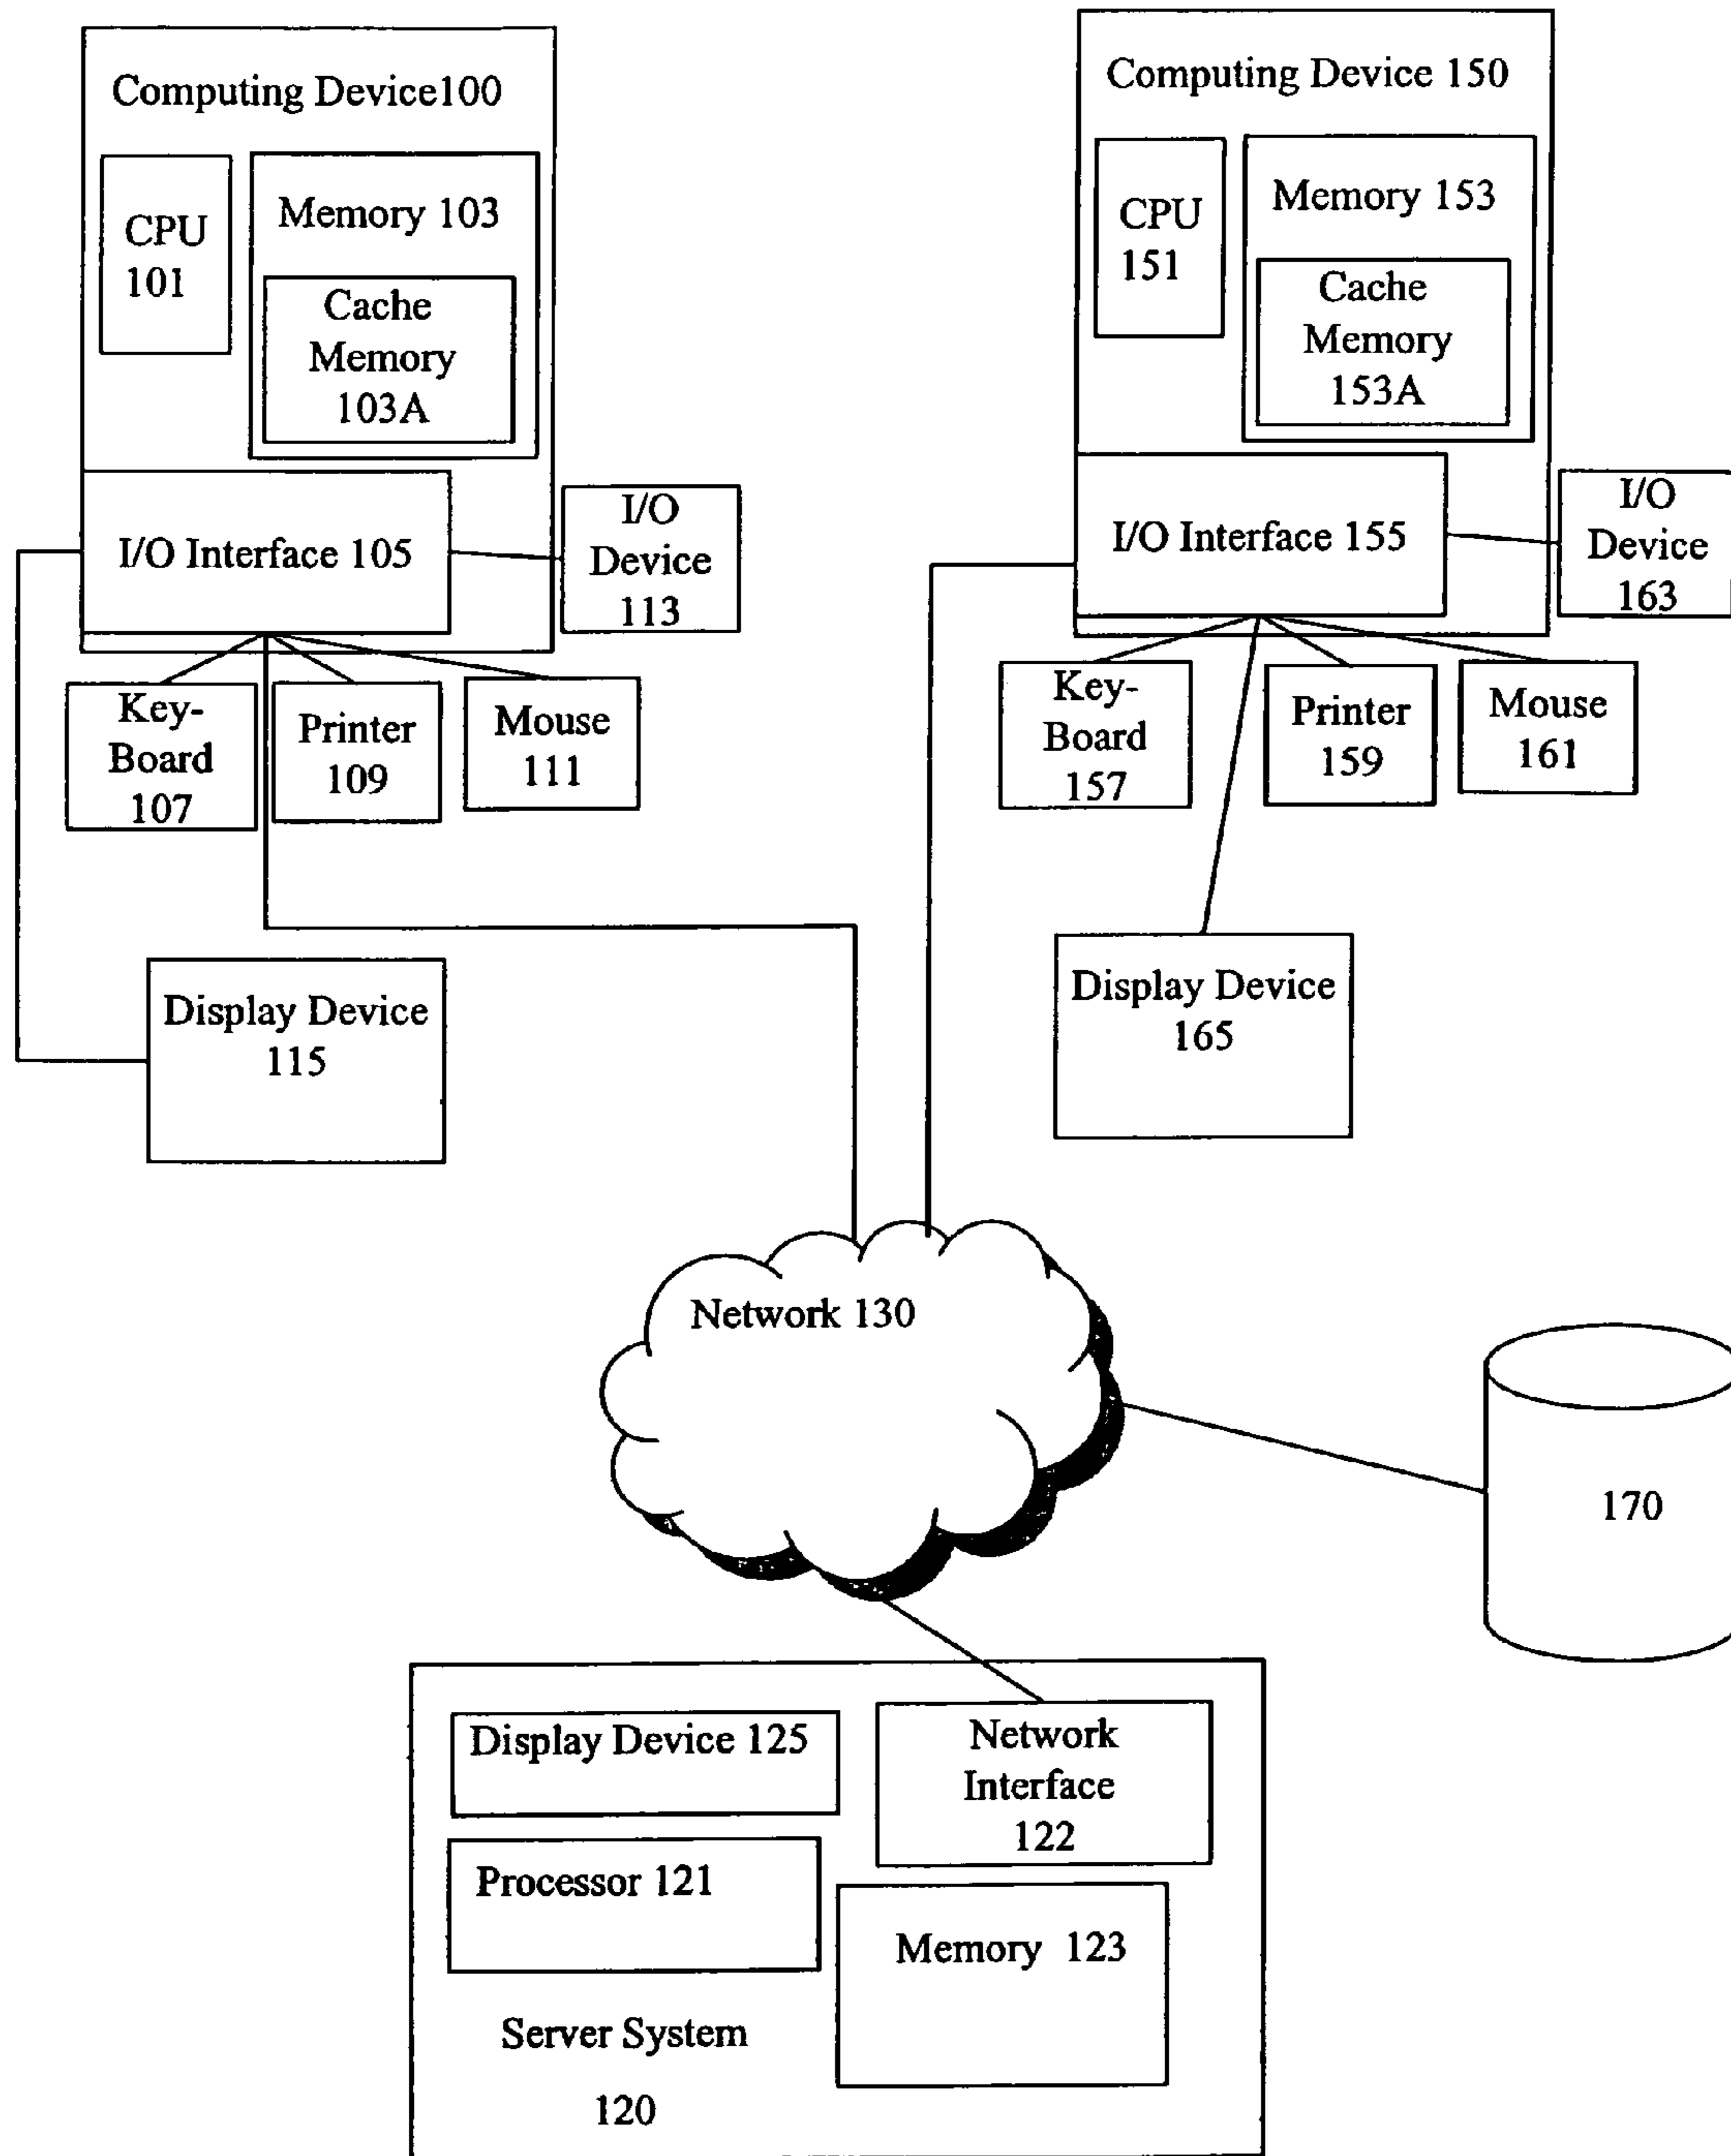 Computing Device100
CPU
101
Memory 103
Cache
Memory
103A
I/O Interface 105
I/O
Device
113
Key-
Board
107
Printer
109
Mouse
111
Display Device
115
Computing Device 150
CPU
151
Memory 153
Cache
Memory
153A
I/O Interface 155
I/O
Device
163
Key-
Board
157
Printer
159
Mouse
161
Display Device
165
Network 130
170
Display Device 125
Network
Interface
122
Processor 121
Memory 123
Server System
120